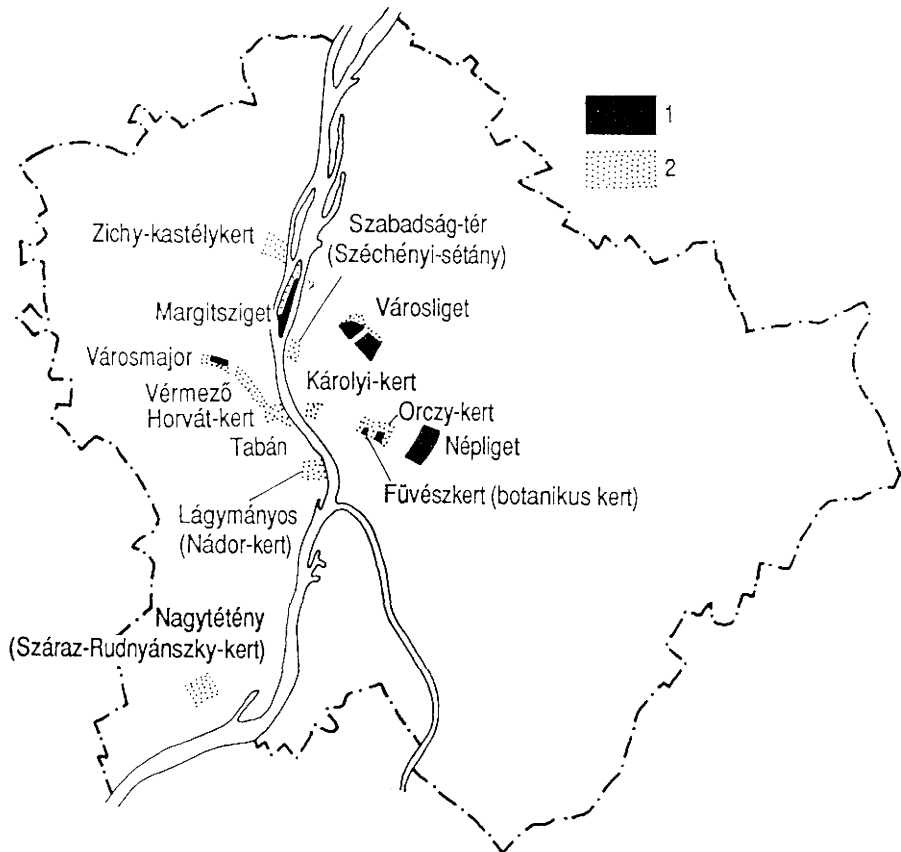 1
2
Zichy-kastélykert
Szabadság-tér
(Széchényi-sétány)
Margitsziget
Városliget
Városmajor
Vérmező
Horvát-kert
Károlyi-kert
Tabán
Orczy-kert
Népliget
Füvészkert (botanikus kert)
Lágymányos
(Nádor-kert)
Nagytétény
(Száraz-Rudnyánszky-kert)